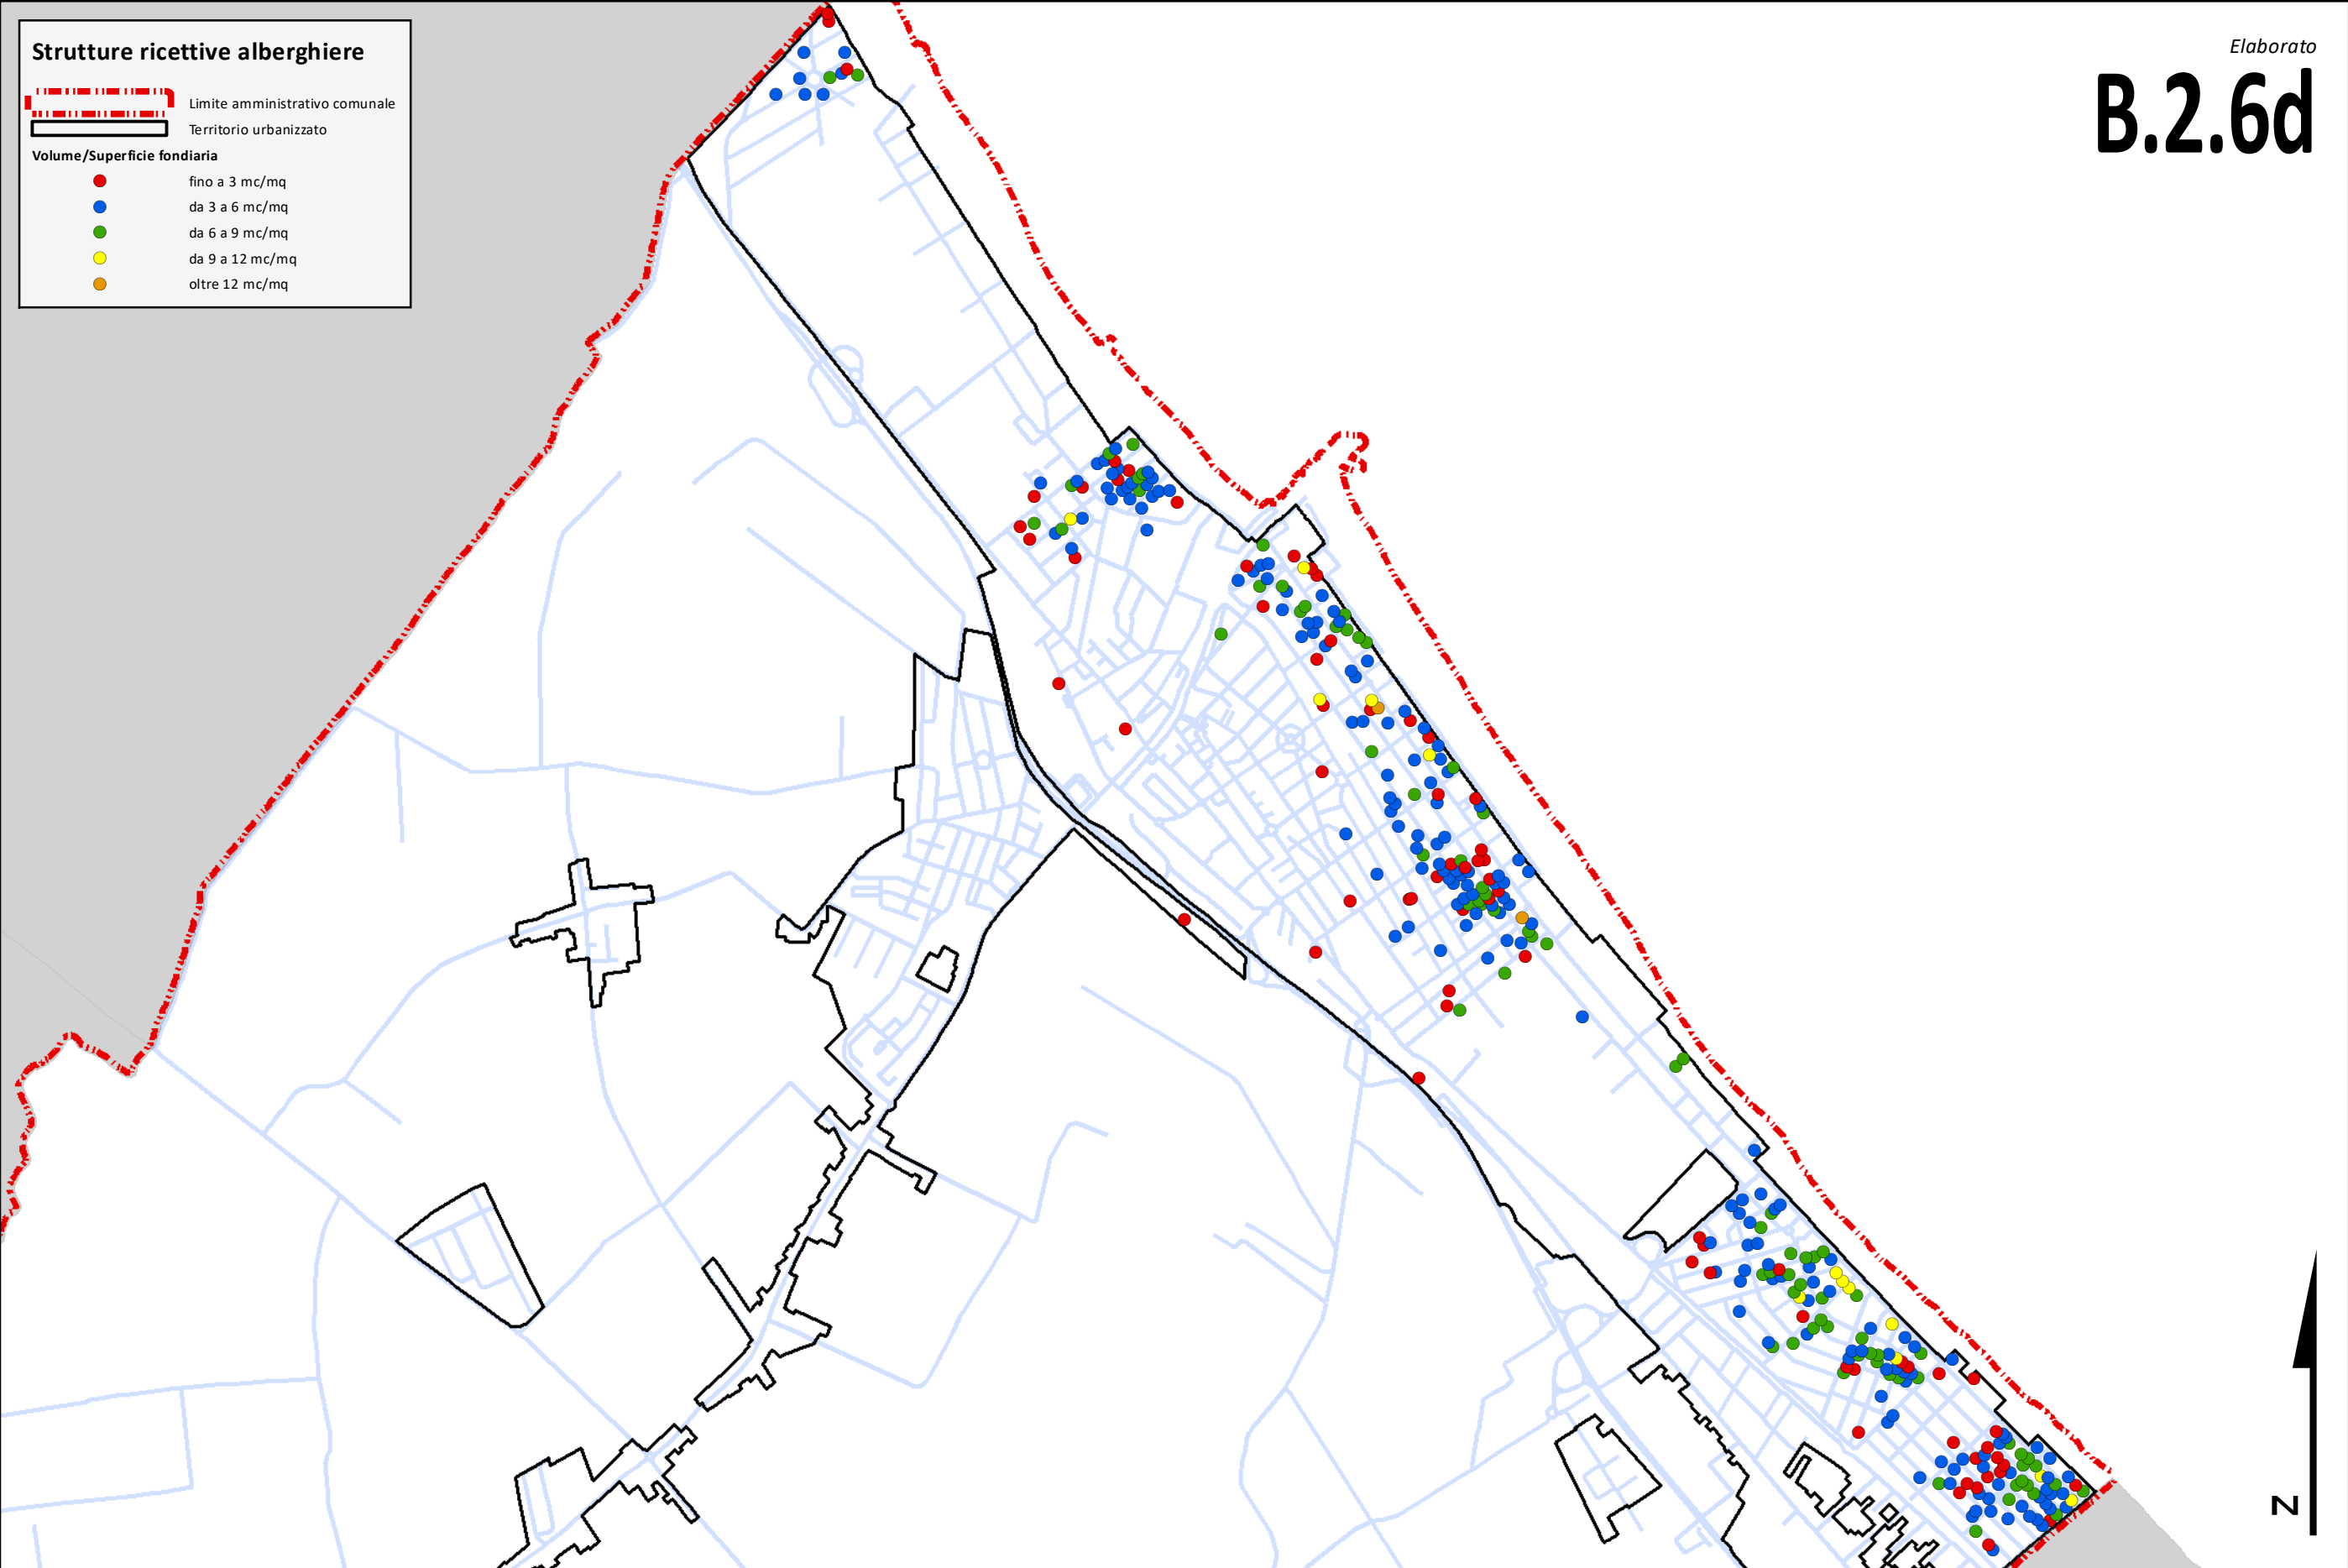 Strutture ricettive alberghiere
Limite amministrativo comunale
Territorio urbanizzato
Volume/Superficie fondiaria
fino a 3 mc/mq
da 3 a 6 mc/mq
da 6 a 9 mc/mq
da 9 a 12 mc/mq
oltre 12 mc/mq
Elaborato
B.2.6d
N